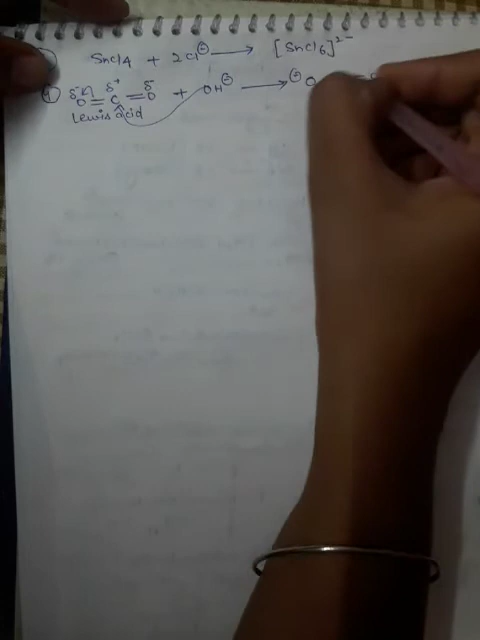 SnCl4 + 2Cl⊖ → [SnCl6]2-
δ- δ+ δ-
O=C=O + OH⊖ → ⊖O
Lewis acid